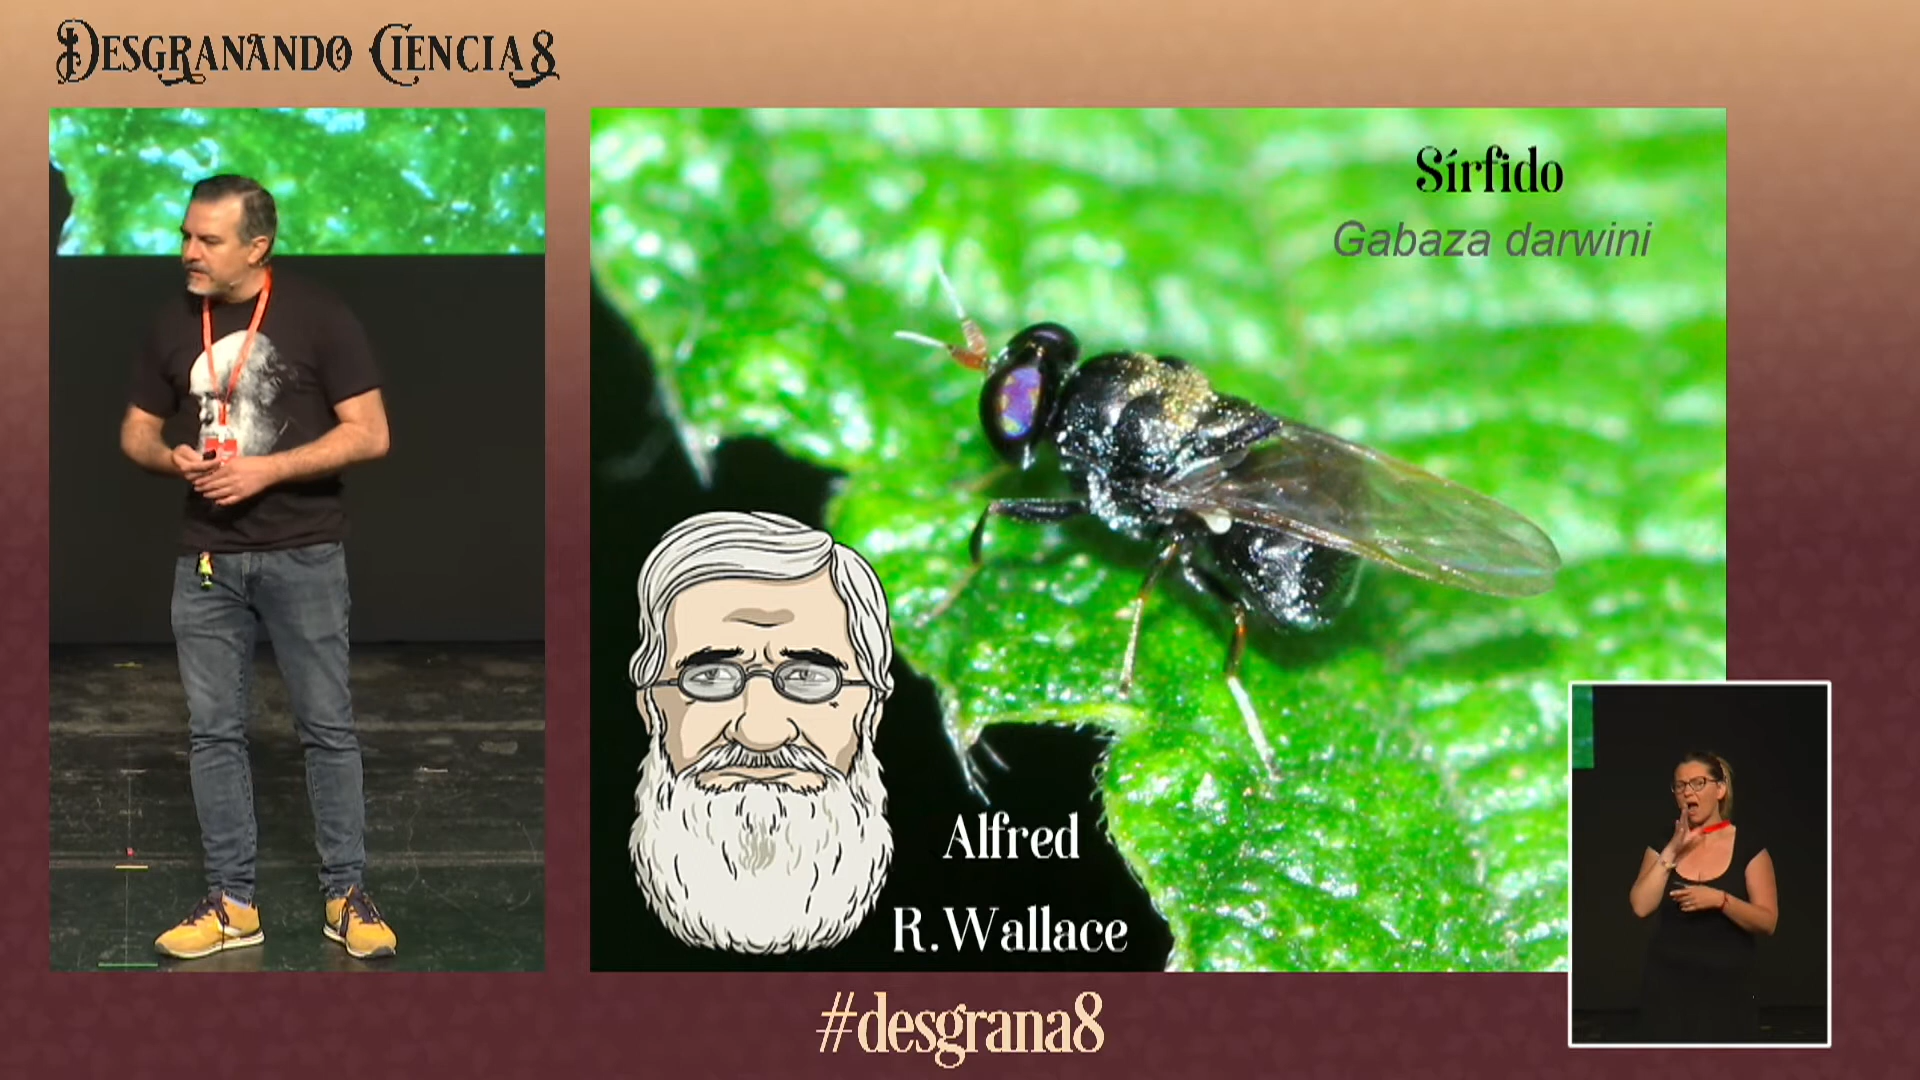 Desgranando Ciencia8
Sírfido
Gabaza darwini
Alfred
R.Wallace
#desgrana8